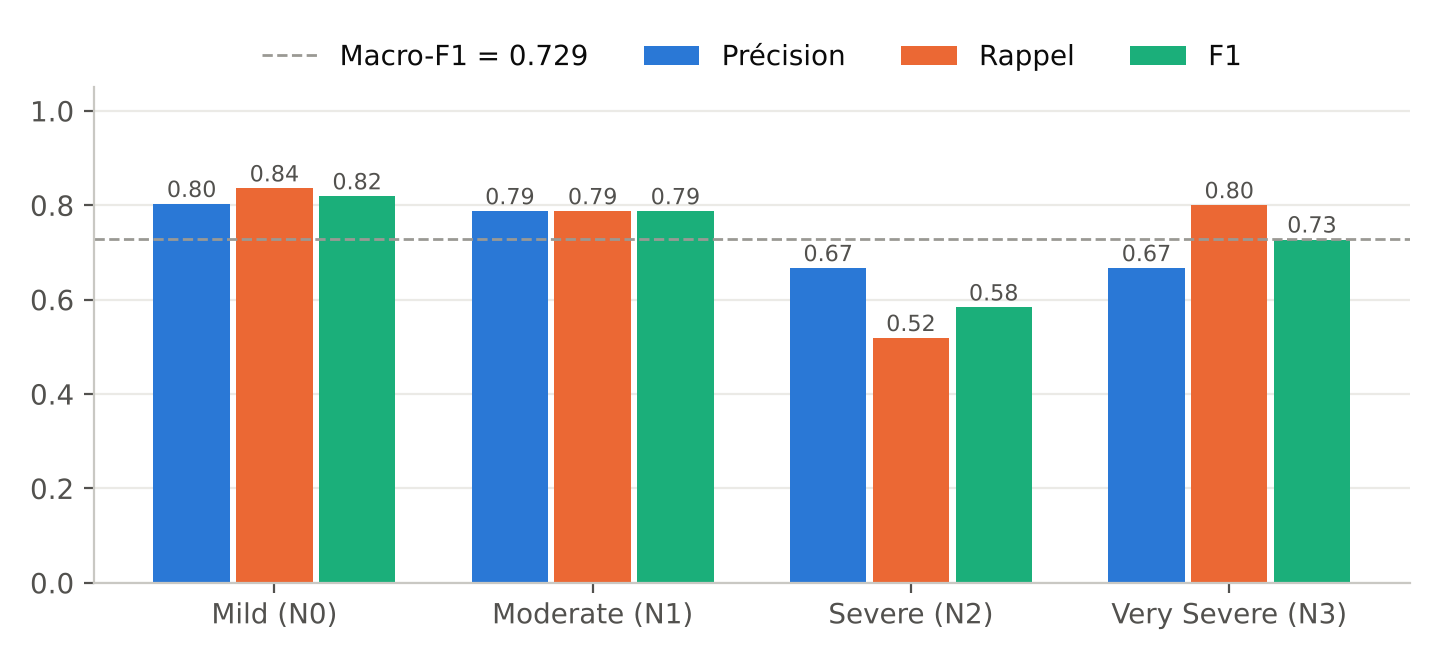 Macro-F1 = 0.729 Précision Rappel F1
1.0
0.8
0.6
0.4
0.2
0.0
0.80 0.84 0.82
0.79 0.79 0.79
0.67 0.52 0.58
0.67 0.80 0.73
Mild (N0) Moderate (N1) Severe (N2) Very Severe (N3)